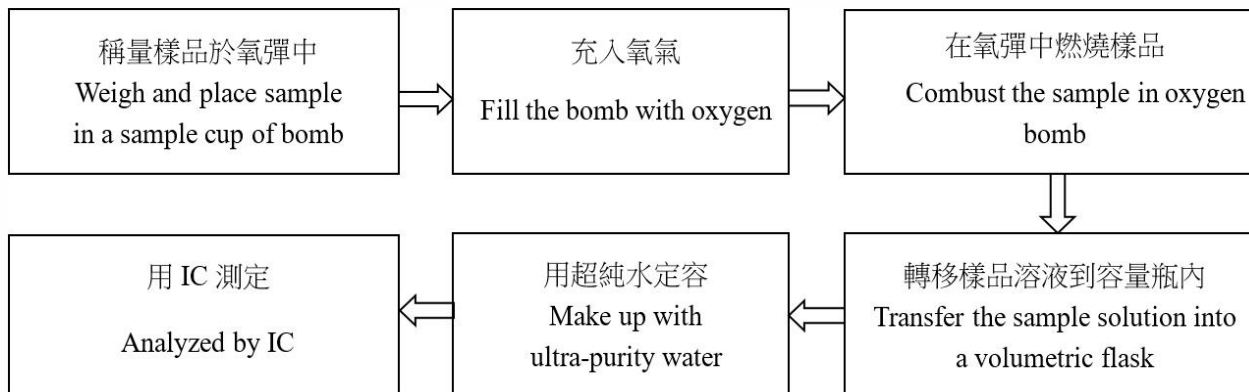 稱量樣品於氧彈中
Weigh and place sample
in a sample cup of bomb
充入氧氣
Fill the bomb with oxygen
在氧彈中燃燒樣品
Combust the sample in oxygen
bomb
轉移樣品溶液到容量瓶內
Transfer the sample solution into
a volumetric flask
用超純水定容
Make up with
ultra-purity water
用 IC 測定
Analyzed by IC